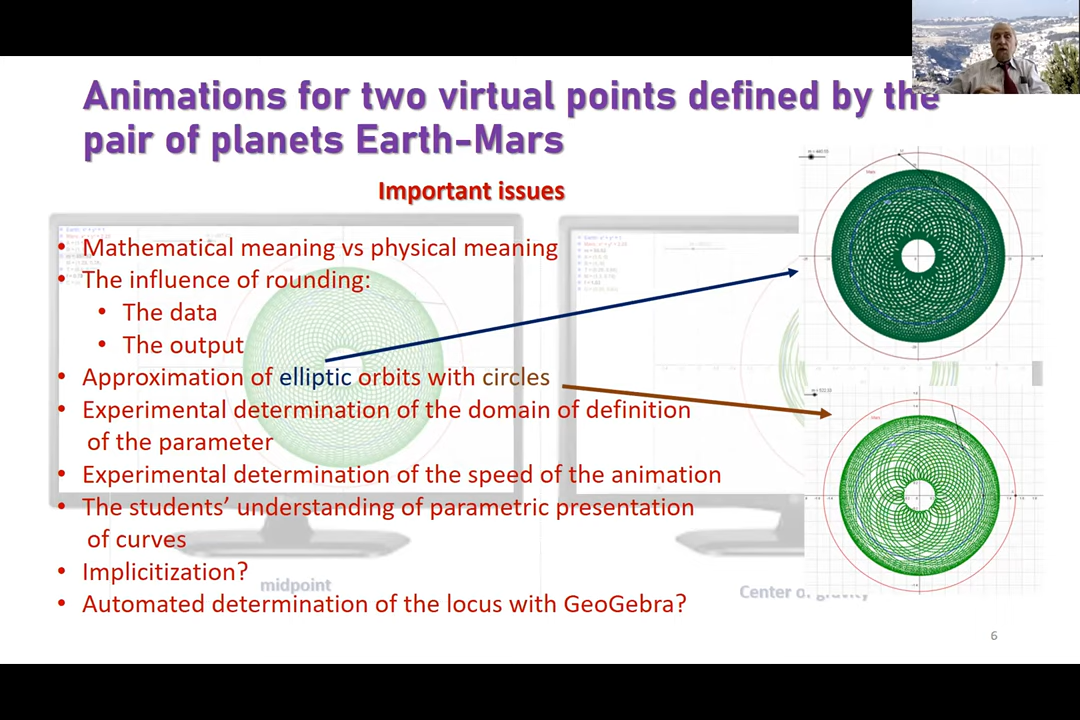 Animations for two virtual points defined by the
pair of planets Earth-Mars
Important issues
• Mathematical meaning vs physical meaning
• The influence of rounding:
• The data
• The output
• Approximation of elliptic orbits with circles
• Experimental determination of the domain of definition
of the parameter
• Experimental determination of the speed of the animation
• The students’ understanding of parametric presentation
of curves
• Implicitization?
midpoint
Center of gravity
• Automated determination of the locus with GeoGebra?
6